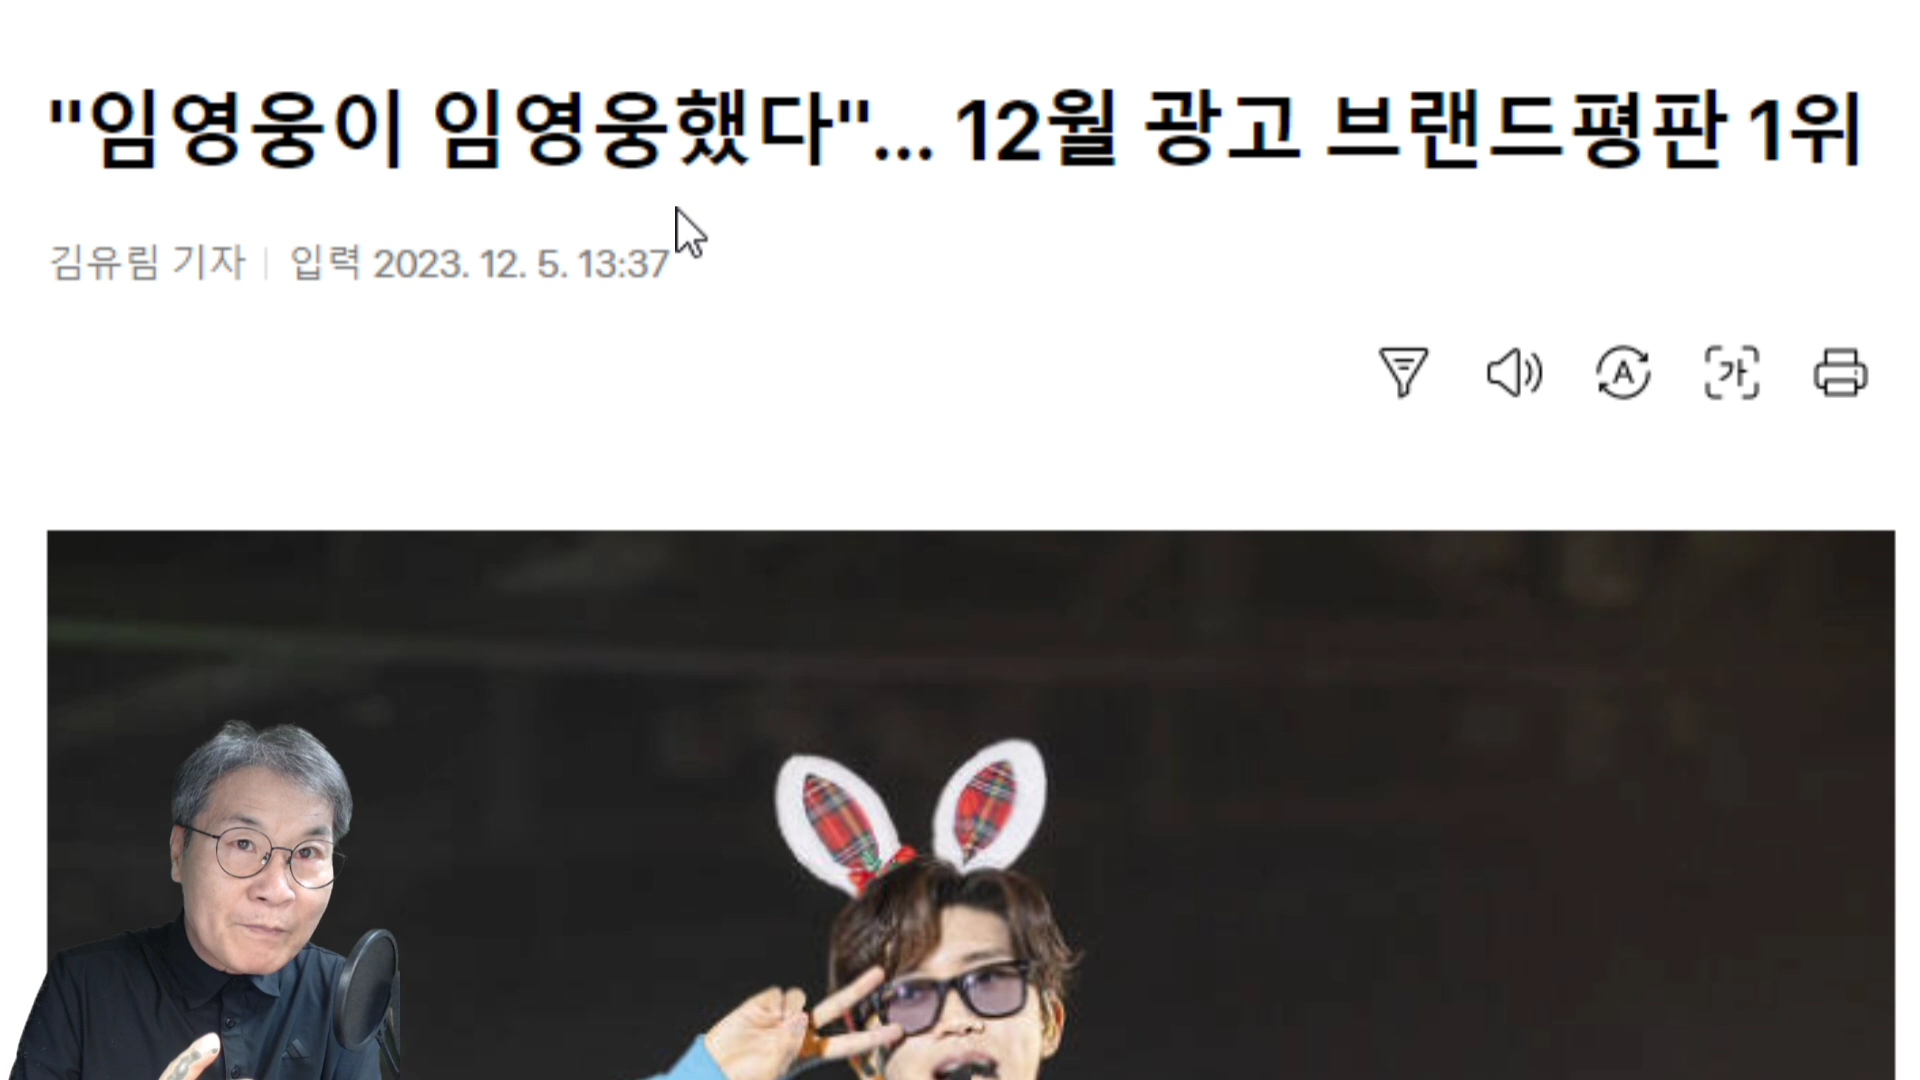 "임영웅이 임영웅했다"... 12월 광고 브랜드평판 1위
김유림 기자 | 입력 2023. 12. 5. 13:37
A 가